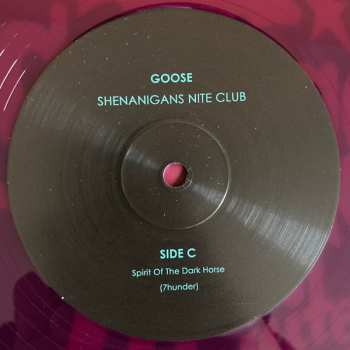 GOOSE
SHENANIGANS NITE CLUB
SIDE C
Spirit Of The Dark Horse
(7hunder)